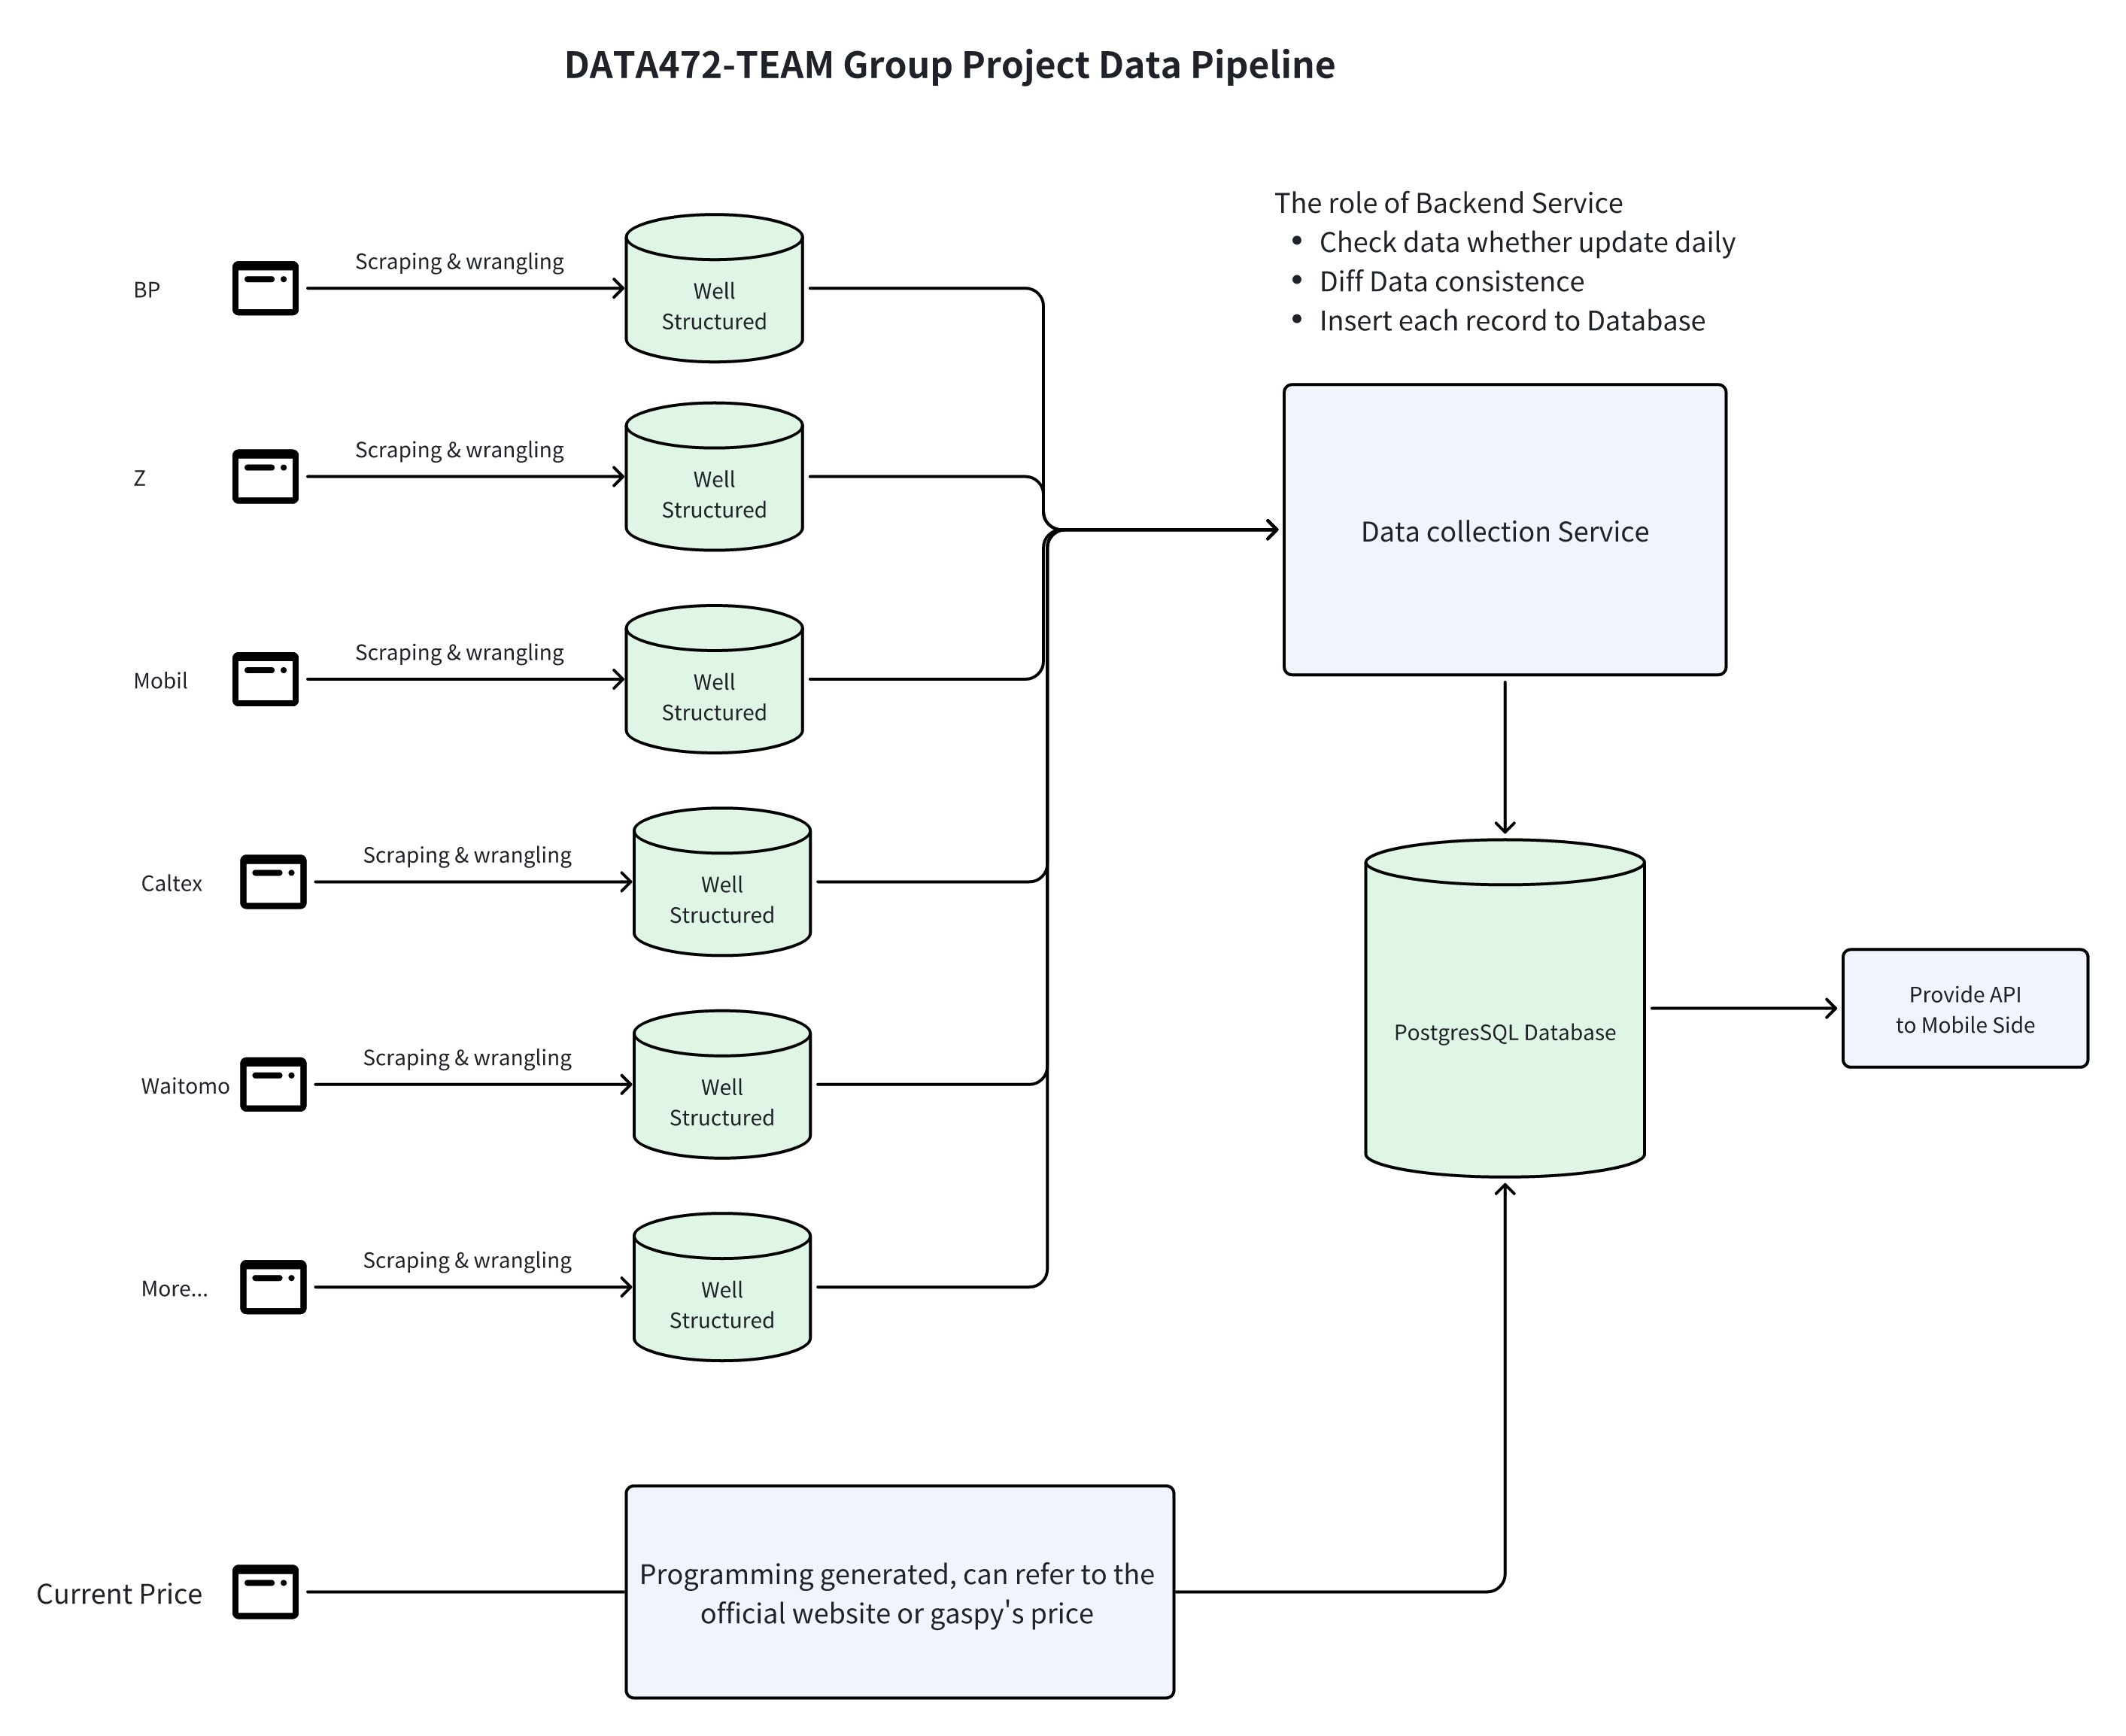 DATA472-TEAM Group Project Data Pipeline
The role of Backend Service
• Check data whether update daily
• Diff Data consistence
• Insert each record to Database
BP
Scraping & wrangling
Well
Structured
Z
Scraping & wrangling
Well
Structured
Data collection Service
Mobil
Scraping & wrangling
Well
Structured
Caltex
Scraping & wrangling
Well
Structured
Waitomo
Scraping & wrangling
Well
Structured
PostgresSQL Database
Provide API
to Mobile Side
More...
Scraping & wrangling
Well
Structured
Current Price
Programming generated, can refer to the
official website or gaspy's price